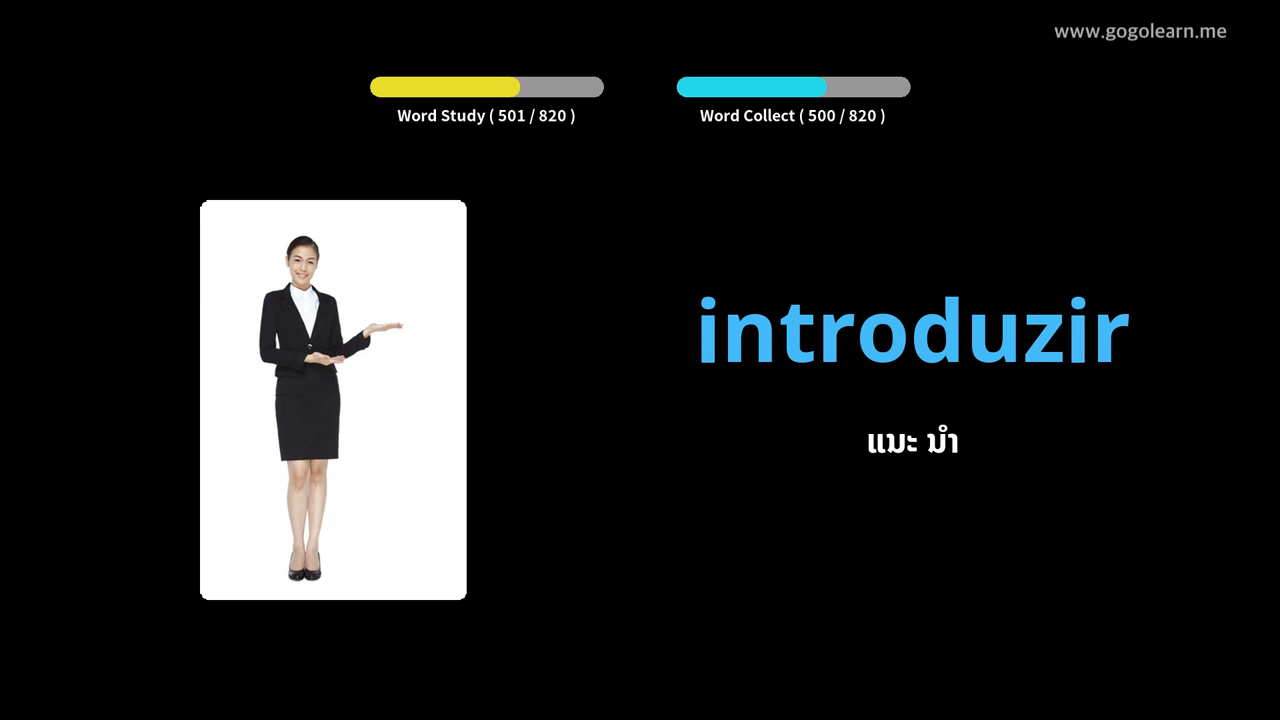 www.gogolearn.me
Word Study ( 501 / 820 )
Word Collect ( 500 / 820 )
introduzir
ແນະ ນຳ